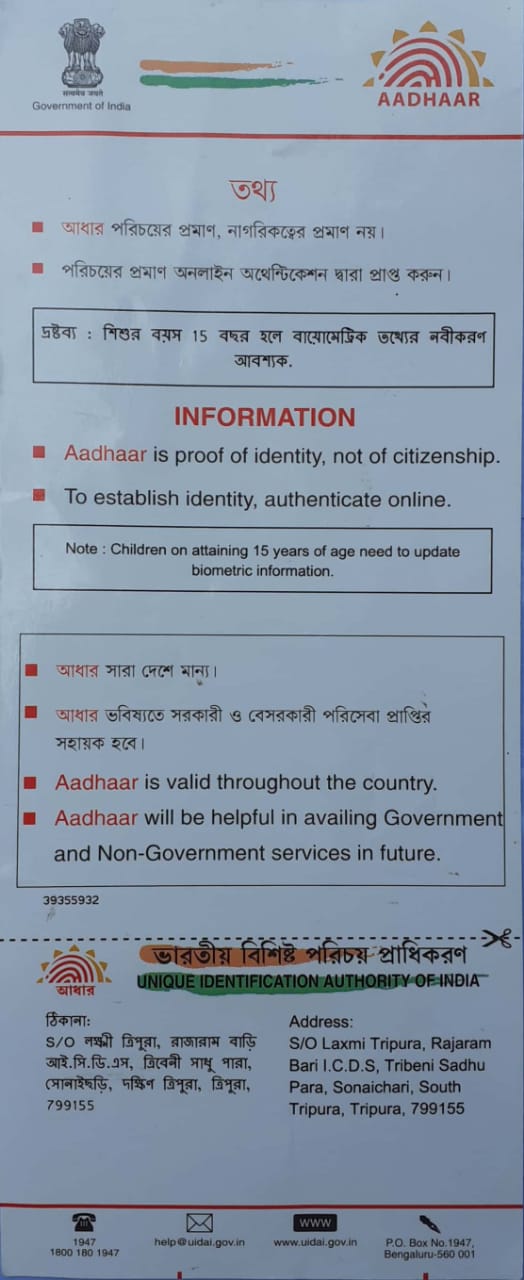 सत्यमेव जयते
Government of India
AADHAAR
তথ্য
আধার পরিচয়ের প্রমাণ, নাগরিকত্বের প্রমাণ নয়।
পরিচয়ের প্রমাণ অনলাইন অথেন্টিকেশন দ্বারা প্রাপ্ত করুন।
দ্রষ্টব্য : শিশুর বয়স 15 বছর হলে বায়োমেট্রিক তথ্যের নবীকরণ
আবশ্যক.
INFORMATION
Aadhaar is proof of identity, not of citizenship.
To establish identity, authenticate online.
Note : Children on attaining 15 years of age need to update
biometric information.
আধার সারা দেশে মান্য।
আধার ভবিষ্যতে সরকারী ও বেসরকারী পরিসেবা প্রাপ্তির
সহায়ক হবে।
Aadhaar is valid throughout the country.
Aadhaar will be helpful in availing Government
and Non-Government services in future.
39355932
ভারতীয় বিশিষ্ট পরিচয় প্রাধিকরণ
UNIQUE IDENTIFICATION AUTHORITY OF INDIA
আধার
ঠিকানা:
S/O লক্ষ্মী ত্রিপুরা, রাজারাম বাড়ি
আই.সি.ডি.এস, ত্রিবেনী সাধু পারা,
সোনাইছড়ি, দক্ষিণ ত্রিপুরা, ত্রিপুরা,
799155
Address:
S/O Laxmi Tripura, Rajaram
Bari I.C.D.S, Tribeni Sadhu
Para, Sonaichari, South
Tripura, Tripura, 799155
1947
1800 180 1947
help@uidai.gov.in
www
www.uidai.gov.in
P.O. Box No.1947,
Bengaluru-560 001